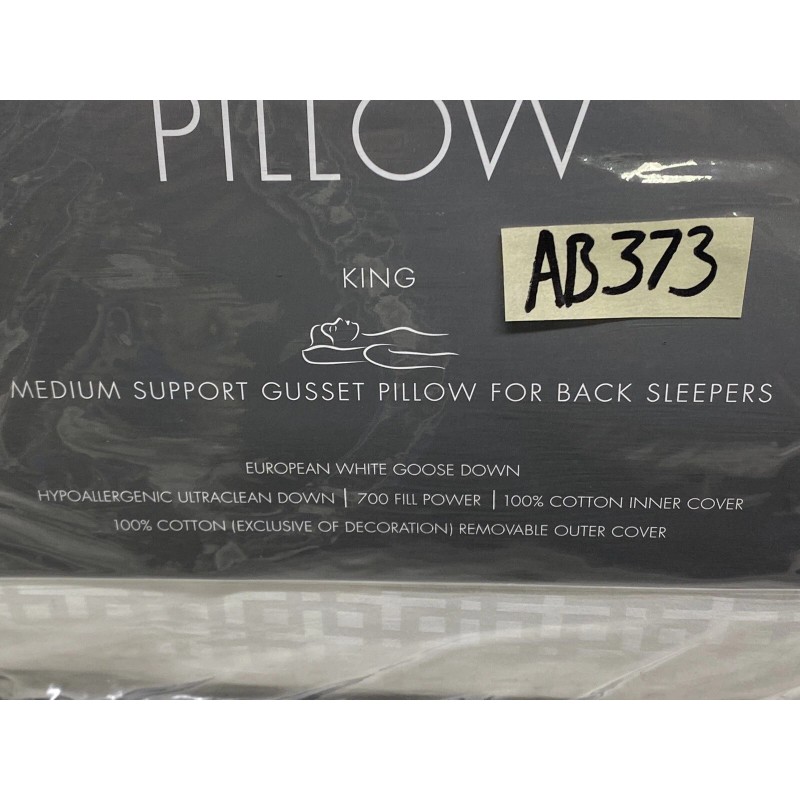 PILLOW
AB373
KING
MEDIUM SUPPORT GUSSET PILLOW FOR BACK SLEEPERS
EUROPEAN WHITE GOOSE DOWN
HYPOALLERGENIC ULTRACLEAN DOWN | 700 FILL POWER | 100% COTTON INNER COVER
100% COTTON (EXCLUSIVE OF DECORATION) REMOVABLE OUTER COVER